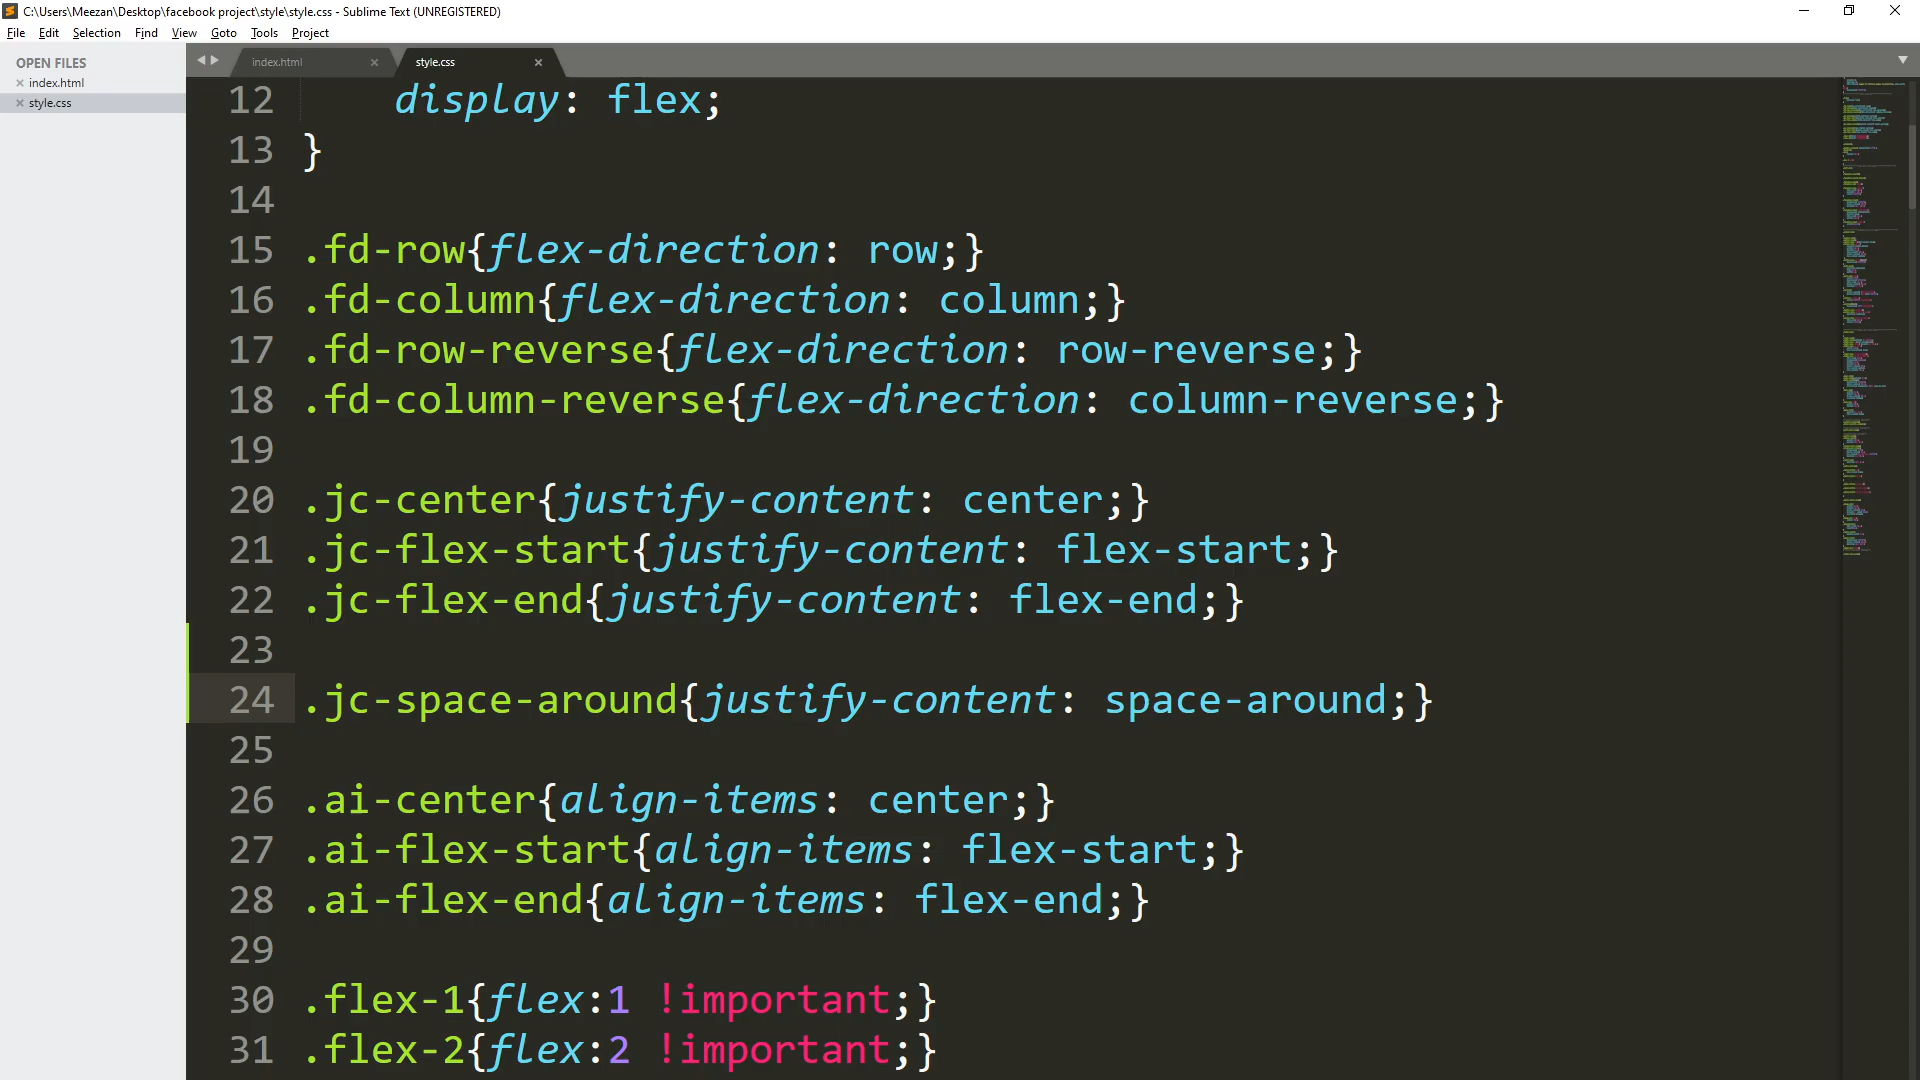 C:\Users\Meezan\Desktop\facebook project\style\style.css - Sublime Text (UNREGISTERED)
File Edit Selection Find View Goto Tools Project
OPEN FILES
index.html
style.css
index.html style.css
12 display: flex;
13 }
14
15 .fd-row{flex-direction: row;}
16 .fd-column{flex-direction: column;}
17 .fd-row-reverse{flex-direction: row-reverse;}
18 .fd-column-reverse{flex-direction: column-reverse;}
19
20 .jc-center{justify-content: center;}
21 .jc-flex-start{justify-content: flex-start;}
22 .jc-flex-end{justify-content: flex-end;}
23
24 .jc-space-around{justify-content: space-around;}
25
26 .ai-center{align-items: center;}
27 .ai-flex-start{align-items: flex-start;}
28 .ai-flex-end{align-items: flex-end;}
29
30 .flex-1{flex:1 !important;}
31 .flex-2{flex:2 !important;}